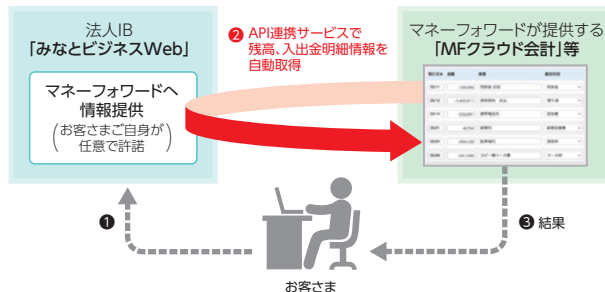 法人IB
「みなとビジネスWeb」
マネーフォワードへ
情報提供
（お客さまご自身が
任意で許諾）
❷ API連携サービスで
残高、入出金明細情報を
自動取得
マネーフォワードが提供する
「MFクラウド会計」等
❶
❸ 結果
お客さま